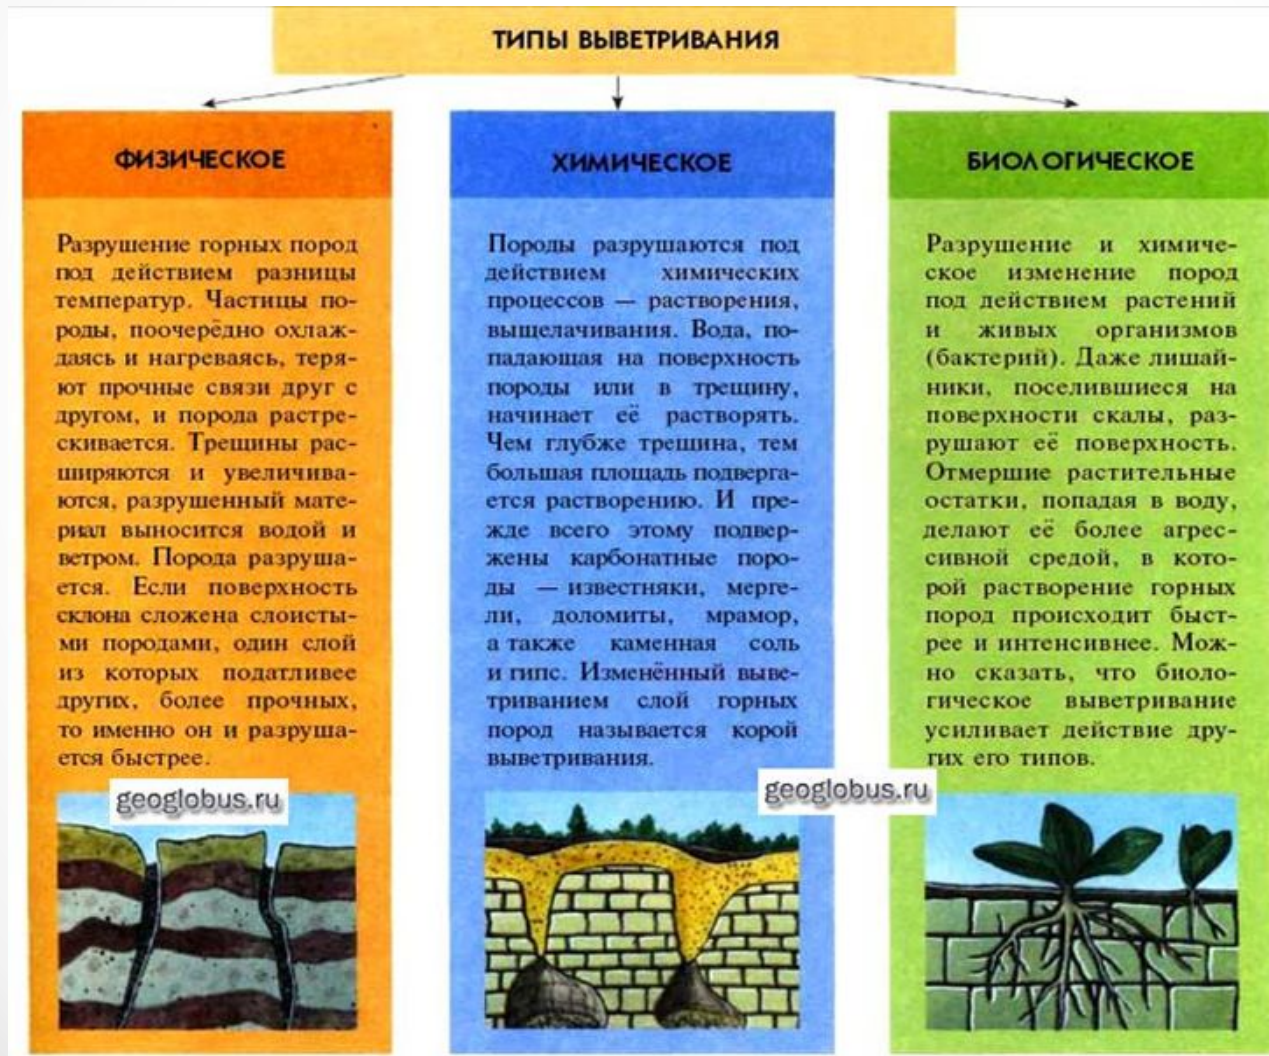 ТИПЫ ВЫВЕТРИВАНИЯ
ФИЗИЧЕСКОЕ
Разрушение горных пород
под действием разницы
температур. Частицы по-
роды, поочерёдно охлаж-
даясь и нагреваясь, теря-
ют прочные связи друг с
другом, и порода растре-
скивается. Трещины рас-
ширяются и увеличива-
ются, разрушенный мате-
риал выносится водой и
ветром. Порода разруша-
ется. Если поверхность
склона сложена слоисты-
ми породами, один слой
из которых податливее
других, более прочных,
то именно он и разруша-
ется быстрее.
geoglobus.ru
ХИМИЧЕСКОЕ
Породы разрушаются под
действием химических
процессов — растворения,
выщелачивания. Вода, по-
падающая на поверхность
породы или в трещину,
начинает её растворять.
Чем глубже трещина, тем
большая площадь подверга-
ется растворению. И пре-
жде всего этому подвер-
жены карбонатные поро-
ды — известняки, мерге-
ли, доломиты, мрамор,
а также каменная соль
и гипс. Изменённый выве-
триванием слой горных
пород называется корой
выветривания.
geoglobus.ru
БИОЛОГИЧЕСКОЕ
Разрушение и химиче-
ское изменение пород
под действием растений
и живых организмов
(бактерий). Даже лишай-
ники, поселившиеся на
поверхности скалы, раз-
рушают её поверхность.
Отмершие растительные
остатки, попадая в воду,
делают её более агрес-
сивной средой, в кото-
рой растворение горных
пород происходит быст-
рее и интенсивнее. Мож-
но сказать, что биоло-
гическое выветривание
усиливает действие дру-
гих его типов.